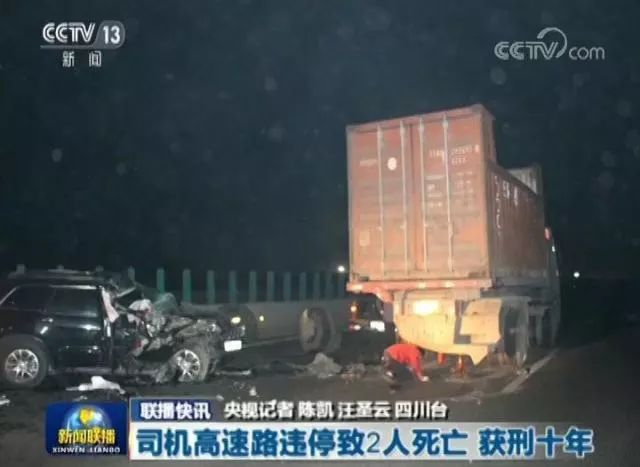 CCTV 13
新闻
CCTV.com
联播快讯 央视记者 陈凯 汪圣云 四川台
新闻联播
XINWEN LIANBO
司机高速路违停致2人死亡 获刑十年